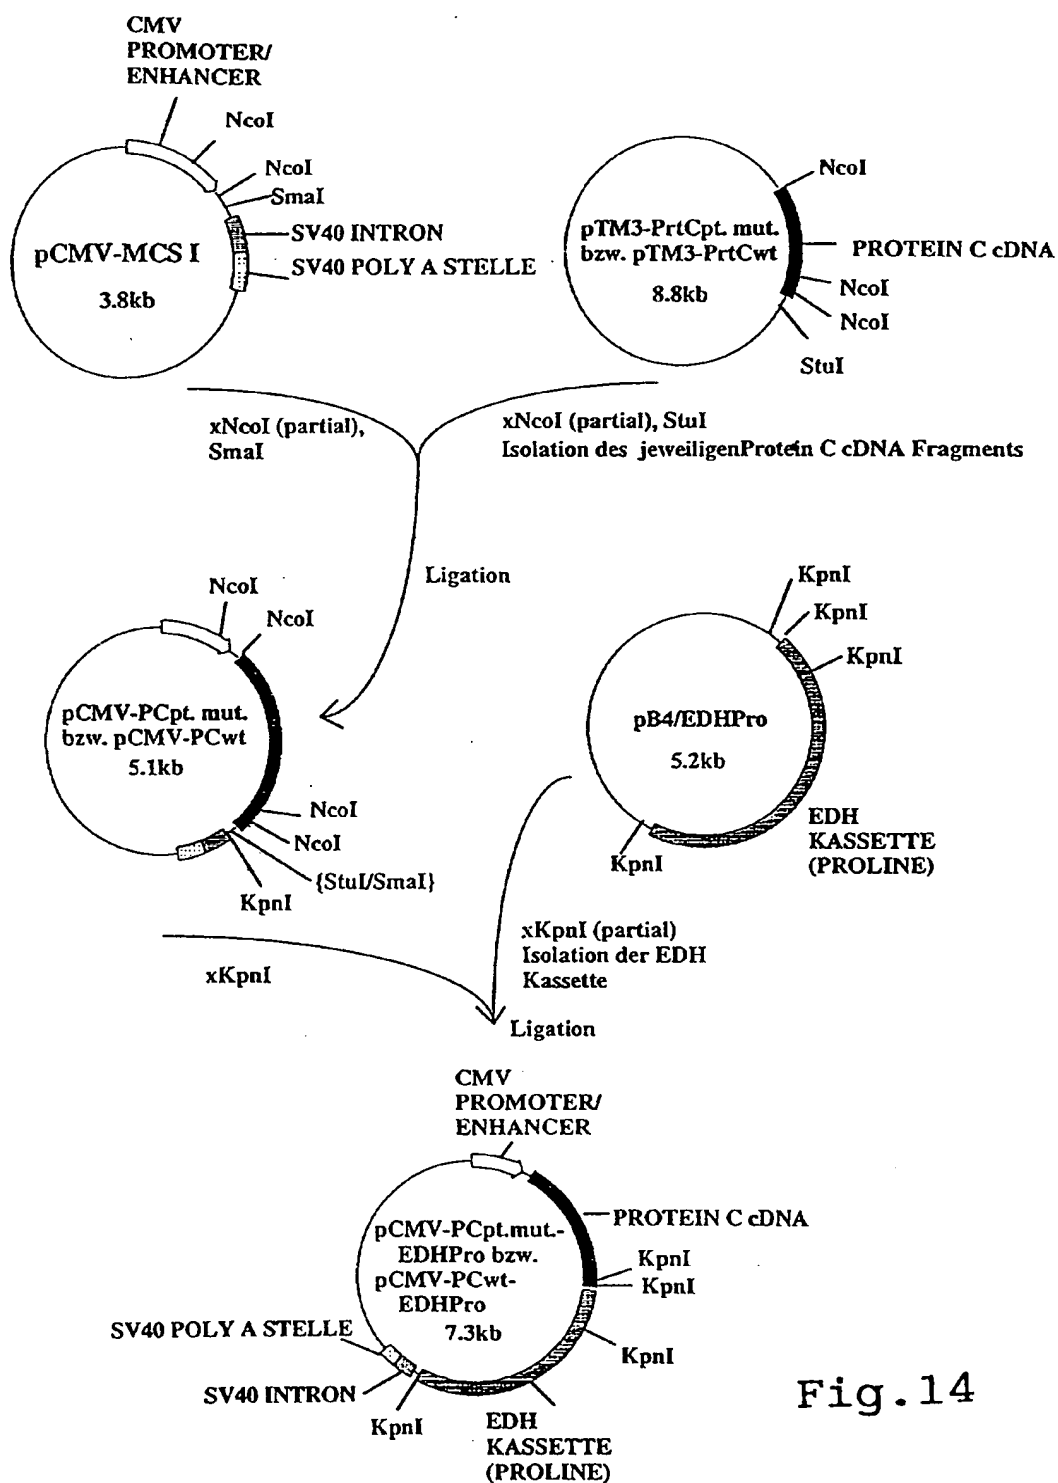 CMV
PROMOTER/
ENHANCER
NcoI
NcoI
SmaI
SV40 INTRON
SV40 POLY A STELLE
pCMV-MCS I
3.8kb
NcoI
pTM3-PrtCpt. mut.
bzw. pTM3-PrtCwt
8.8kb
PROTEIN C cDNA
NcoI
NcoI
StuI
xNcoI (partial),
SmaI
xNcoI (partial), StuI
Isolation des jeweiligenProtein C cDNA Fragments
Ligation
NcoI
NcoI
pCMV-PCpt. mut.
bzw. pCMV-PCwt
5.1kb
NcoI
NcoI
{StuI/SmaI}
KpnI
KpnI
KpnI
KpnI
pB4/EDHPro
5.2kb
EDH
KASSETTE
(PROLINE)
KpnI
xKpnI
xKpnI (partial)
Isolation der EDH
Kassette
Ligation
CMV
PROMOTER/
ENHANCER
PROTEIN C cDNA
pCMV-PCpt.mut.-
EDHPro bzw.
pCMV-PCwt-
EDHPro
7.3kb
KpnI
KpnI
KpnI
SV40 POLY A STELLE
SV40 INTRON
KpnI
EDH
KASSETTE
(PROLINE)
Fig.14